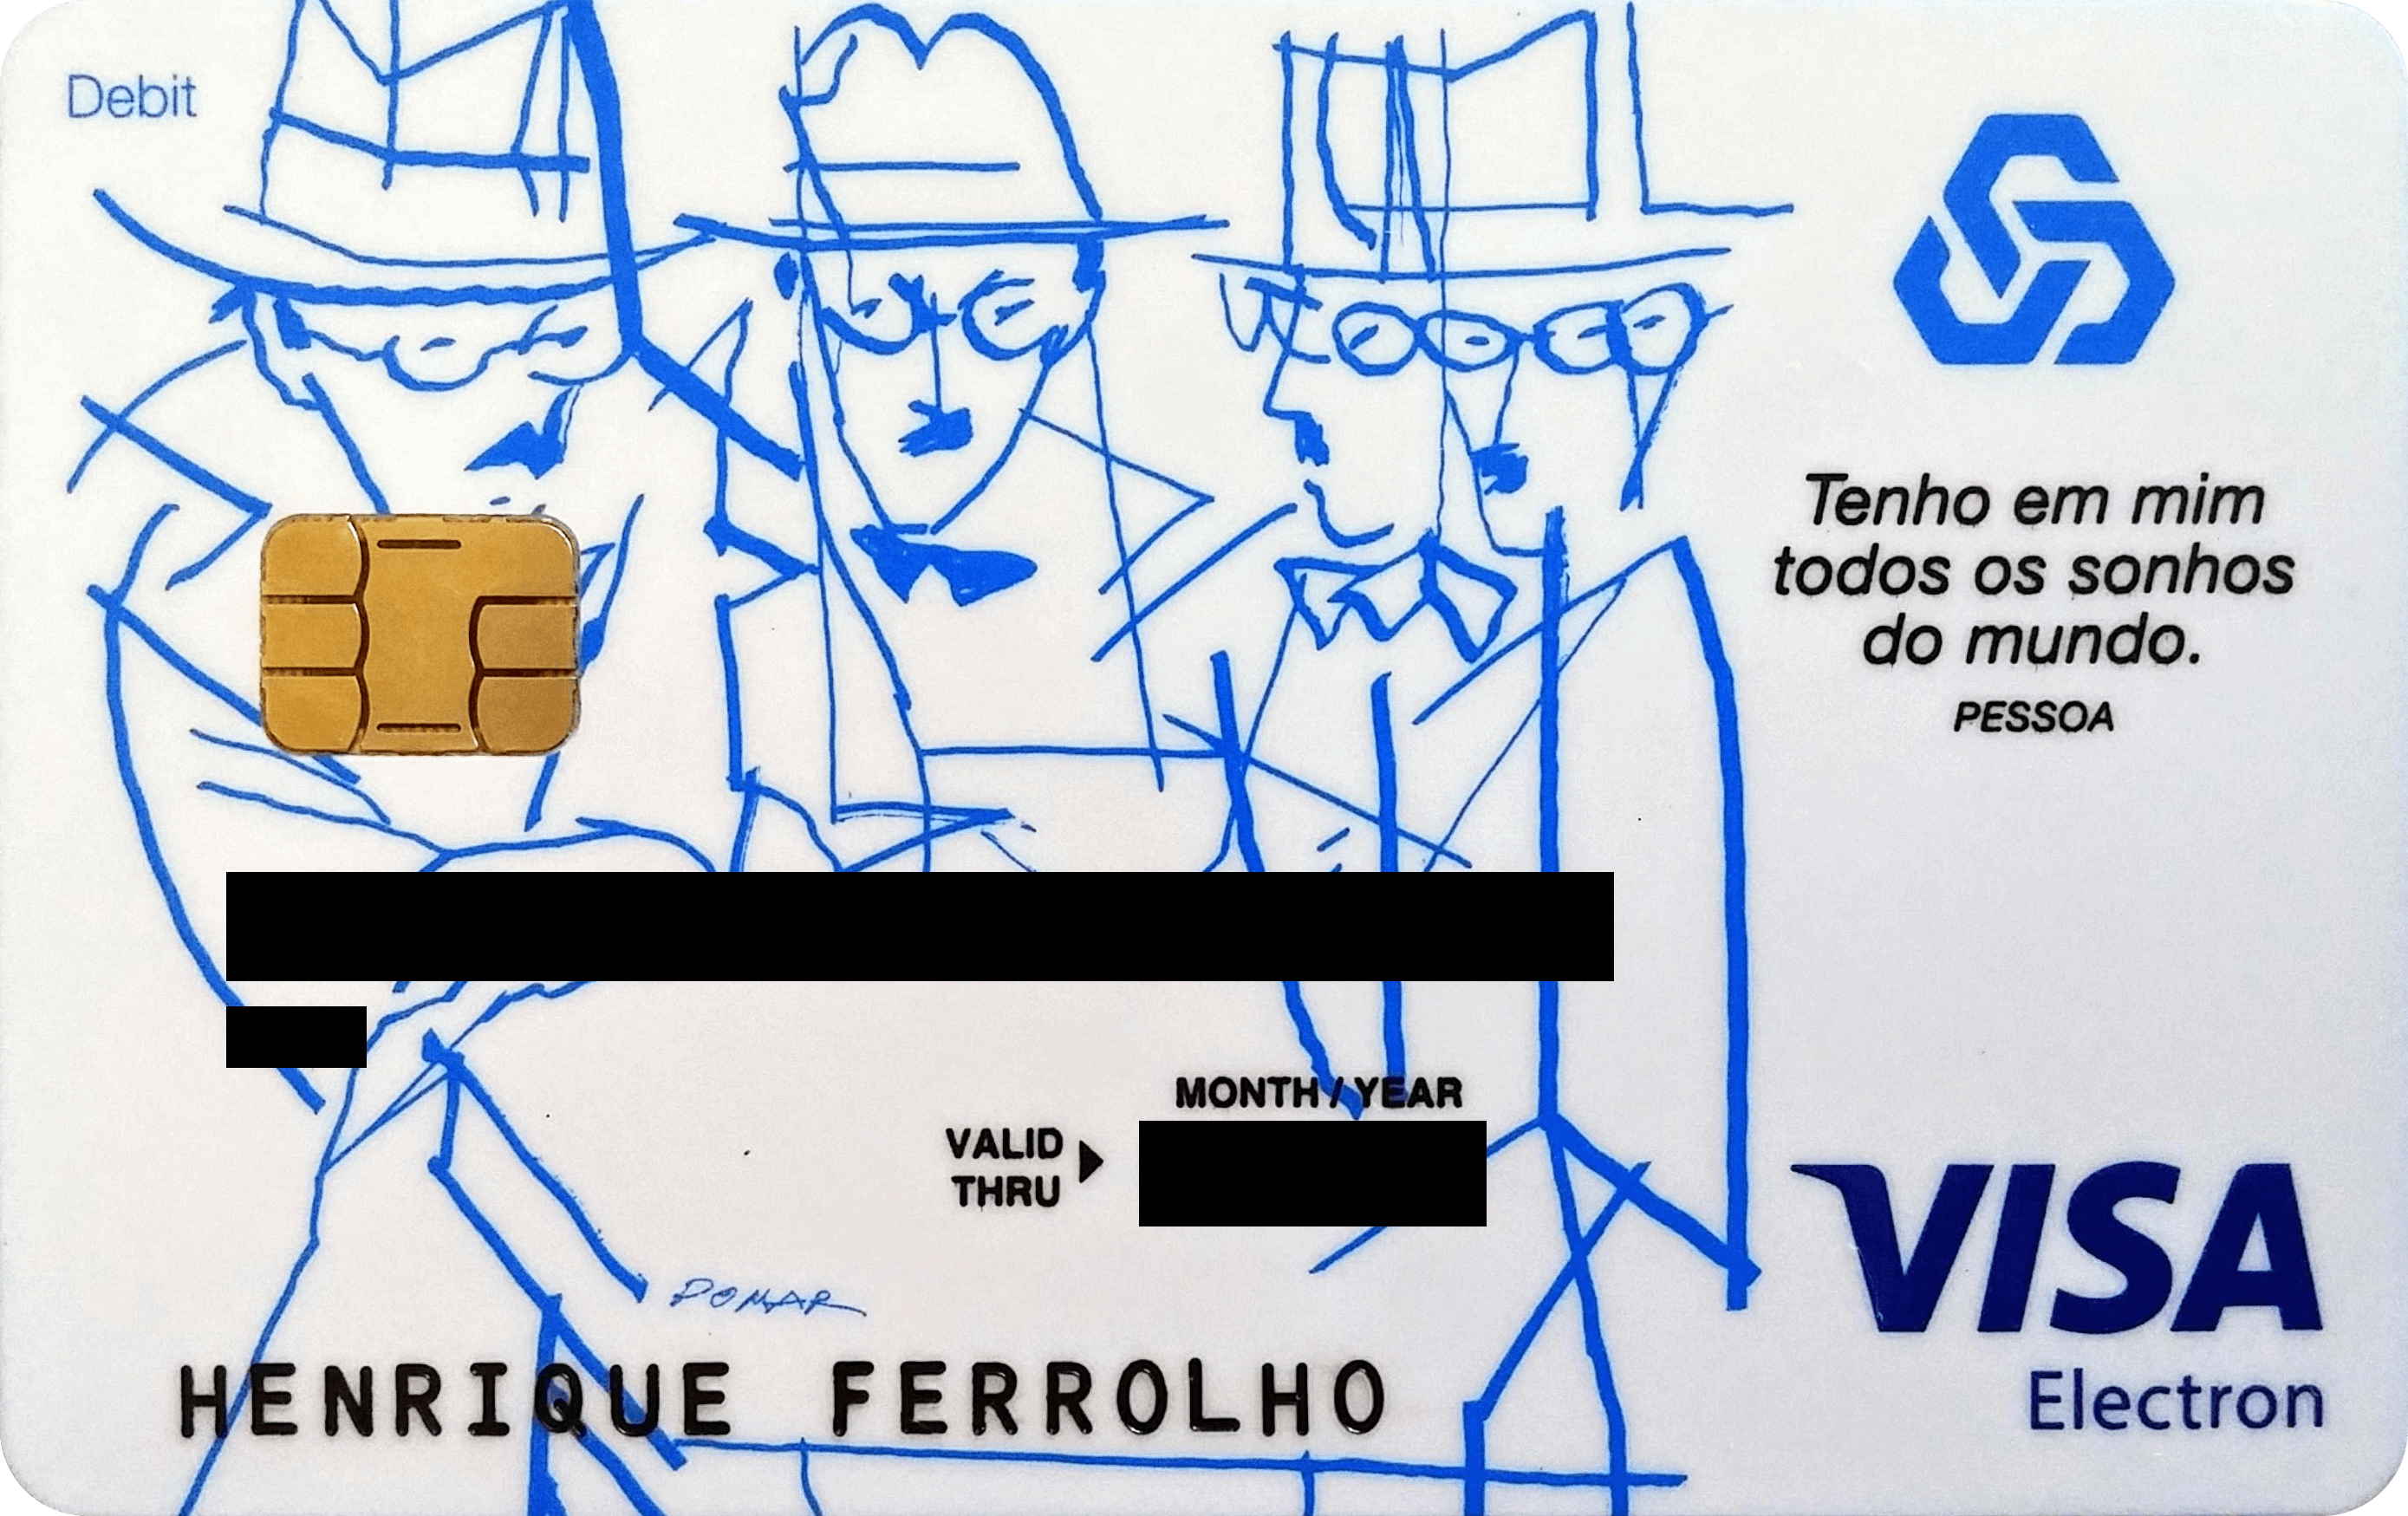 Debit
Tenho em mim
todos os sonhos
do mundo.
PESSOA
MONTH / YEAR
VALID
THRU
POMAR
HENRIQUE FERROLHO
VISA
Electron